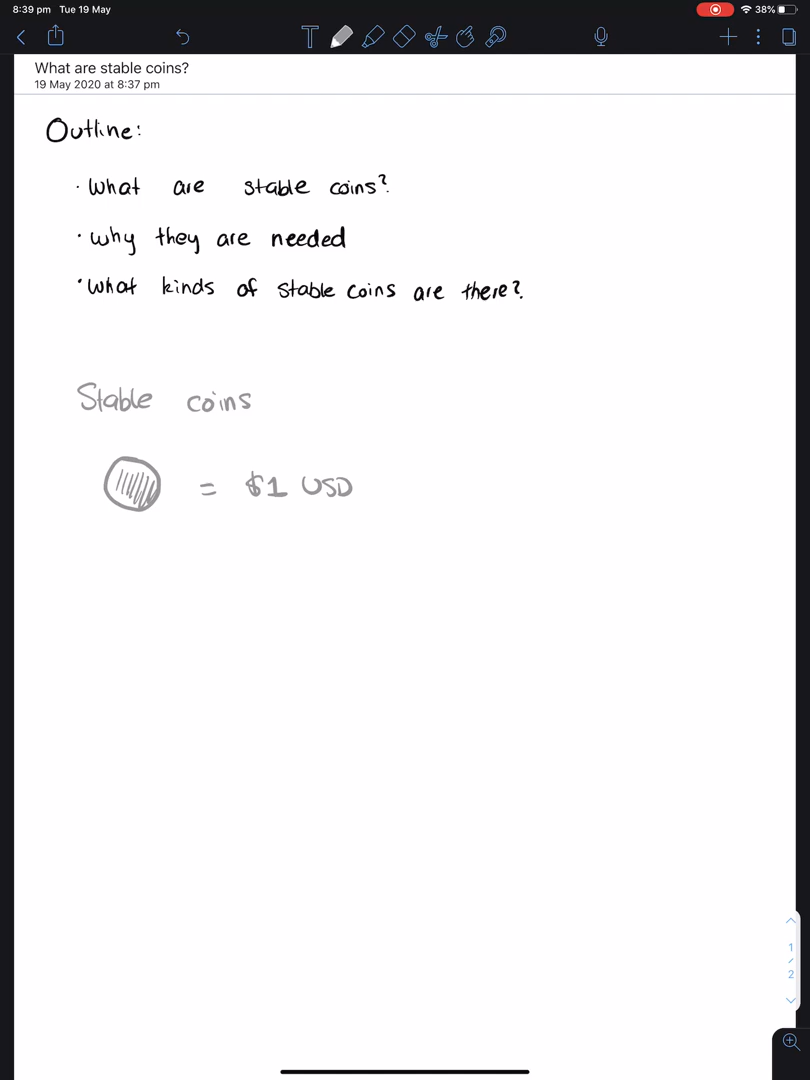 8:39 pm Tue 19 May 38%
What are stable coins?
19 May 2020 at 8:37 pm
Outline:
· What are stable coins?
· why they are needed
· What kinds of stable coins are there?
Stable coins
= $1 USD
1
/
2